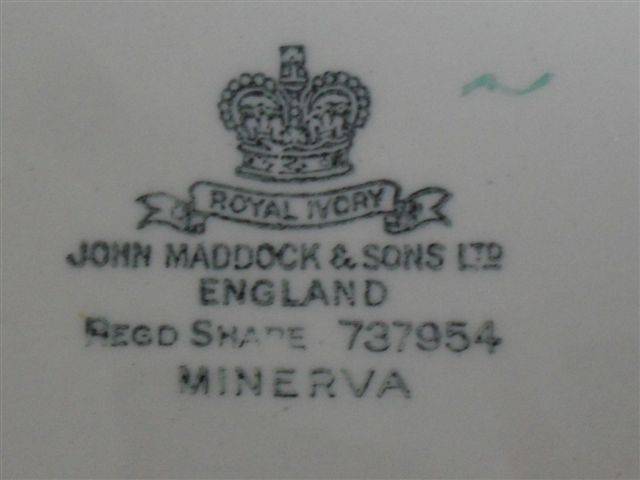 ROYAL IVORY
JOHN MADDOCK & SONS LTD
ENGLAND
REGD SHAPE 737954
MINERVA